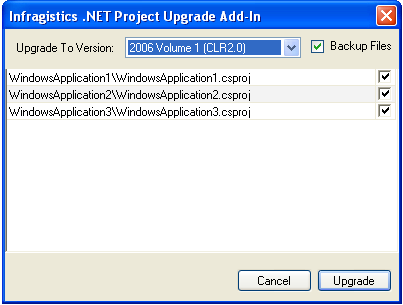 Infragistics .NET Project Upgrade Add-In
Upgrade To Version: 2006 Volume 1 (CLR2.0) Backup Files
WindowsApplication1\WindowsApplication1.csproj
WindowsApplication2\WindowsApplication2.csproj
WindowsApplication3\WindowsApplication3.csproj
Cancel Upgrade